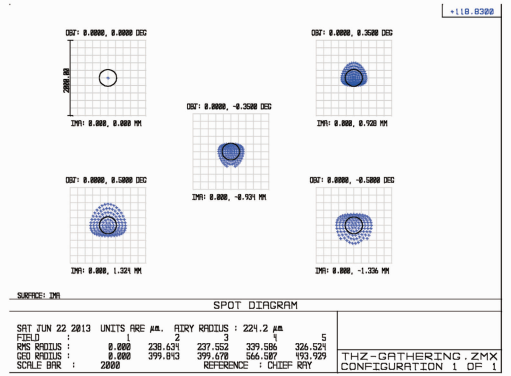 +118.8300
OBJ: 0.0000, 0.0000 DEG
OBJ: 0.0000, 0.3500 DEG
2000.00
IMA: 0.000, 0.000 MM
IMA: 0.000, 0.928 MM
OBJ: 0.0000, -0.3500 DEG
IMA: 0.000, -0.934 MM
OBJ: 0.0000, 0.5000 DEG
OBJ: 0.0000, -0.5000 DEG
IMA: 0.000, 1.324 MM
IMA: 0.000, -1.336 MM
SURFACE: IMA
SPOT DIAGRAM
SAT JUN 22 2013 UNITS ARE µm. AIRY RADIUS : 224.2 µm
FIELD : 1 2 3 4 5
RMS RADIUS : 0.000 238.634 237.552 339.586 326.524
GEO RADIUS : 0.000 399.843 399.670 566.507 493.929
SCALE BAR : 2000 REFERENCE : CHIEF RAY
THZ-GATHERING.ZMX
CONFIGURATION 1 OF 1